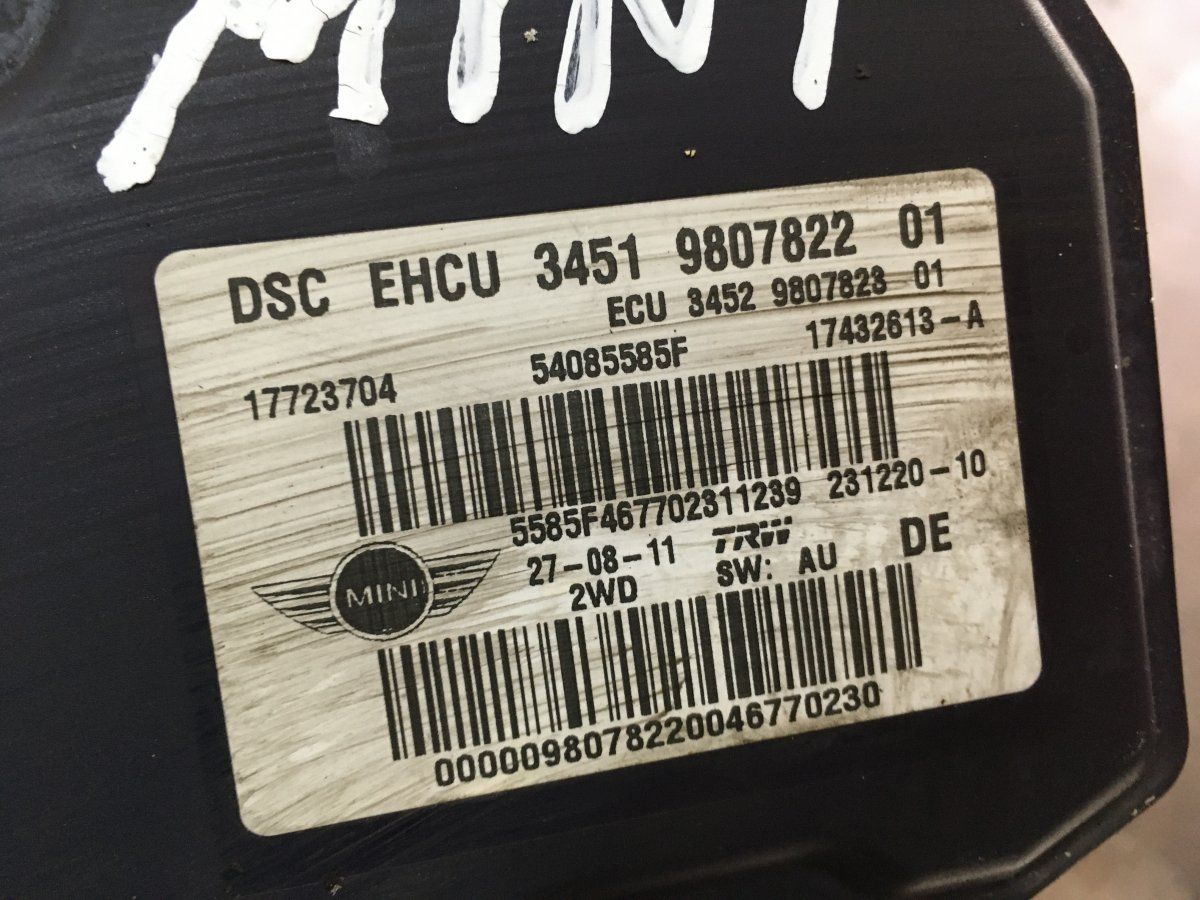 MINI
DSC EHCU 3451 9807822 01
ECU 3452 9807823 01
17723704 54085585F 17432613-A
5585F467702311239 231220-10
MINI 27-08-11 TRW DE
2WD SW: AU
0000098078220046770230